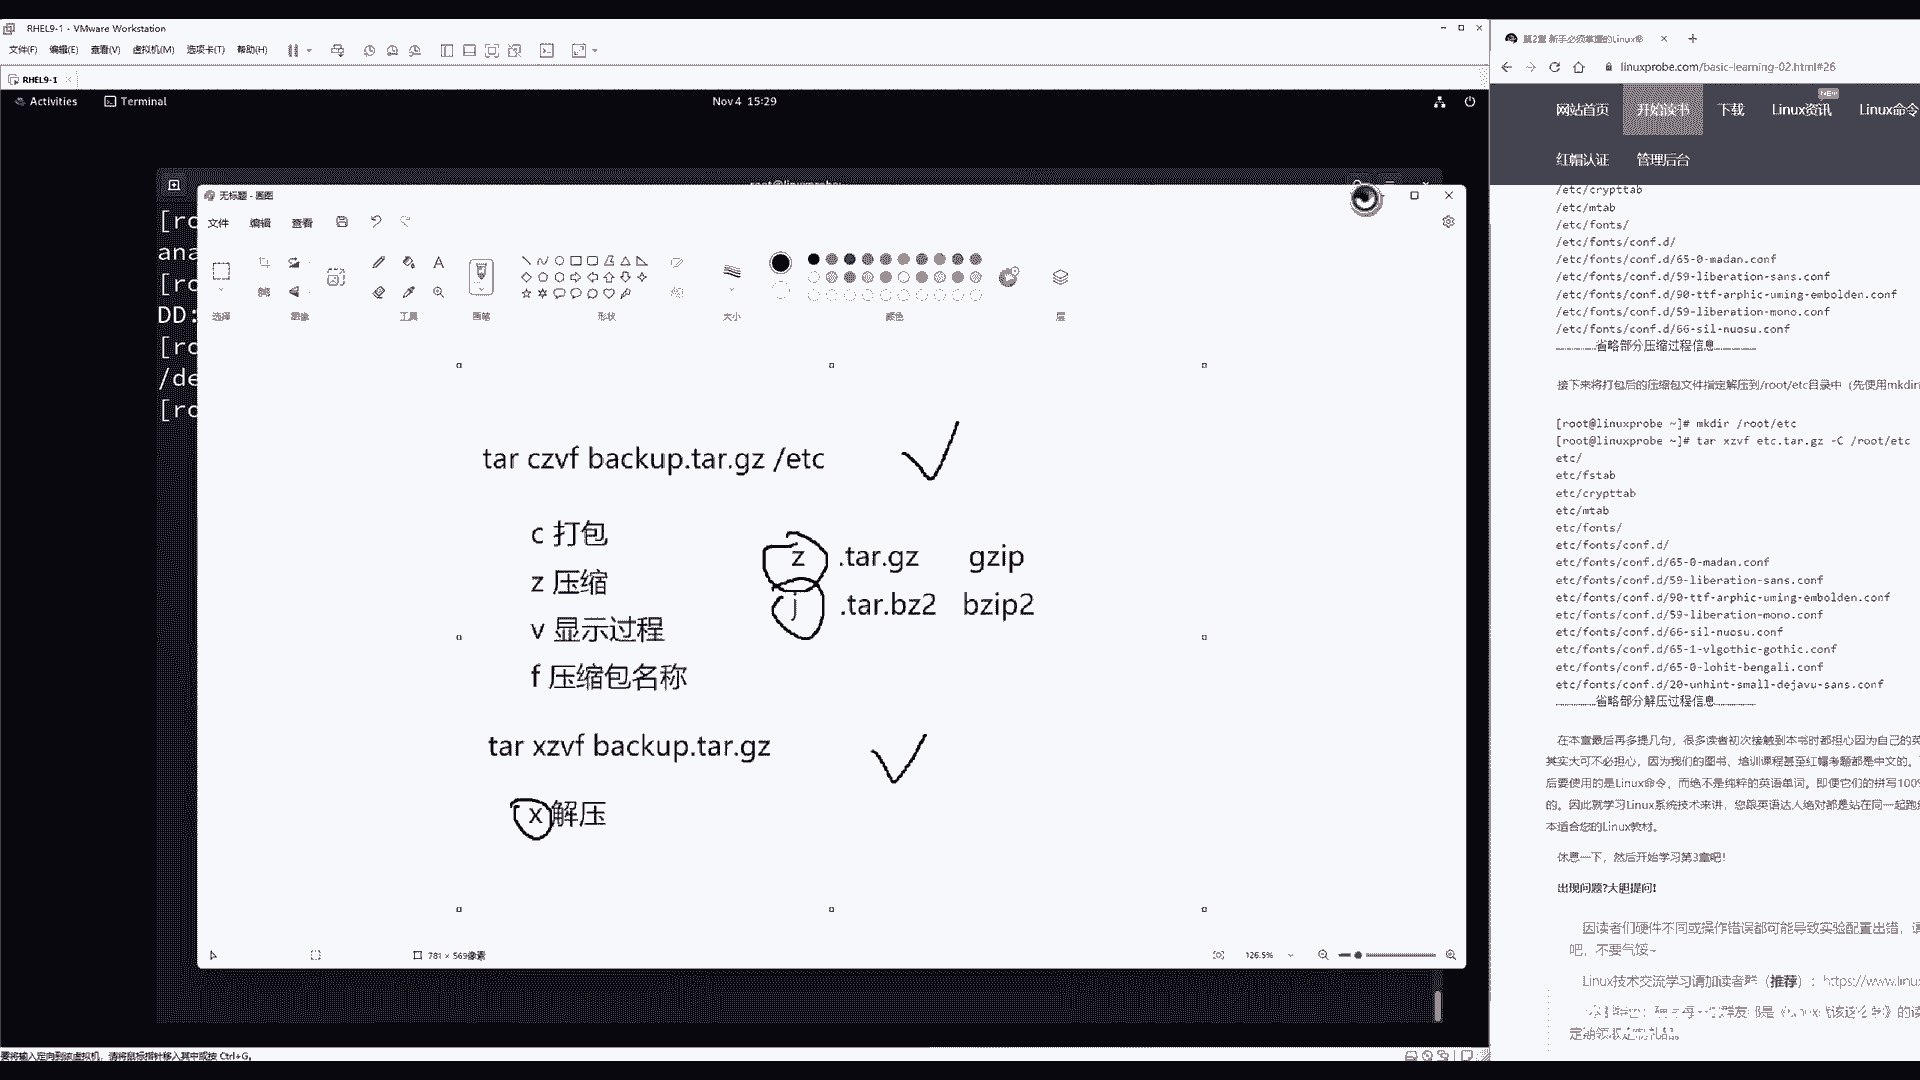 RHEL9-1 - VMware Workstation
文件(F) 编辑(E) 查看(V) 虚拟机(M) 选项卡(T) 帮助(H)
RHEL9-1
Activities Terminal
Nov 4 15:29
[ro
ana
[ro
DD:
[ro
/de
[ro
无标题 - 画图
文件 编辑 查看
选择 图像 工具 画笔 形状 大小 颜色 层
tar czvf backup.tar.gz /etc
c 打包
z 压缩
v 显示过程
f 压缩包名称
z .tar.gz gzip
j .tar.bz2 bzip2
tar xzvf backup.tar.gz
x 解压
781 × 569像素
126.5%
要将输入定向到该虚拟机，请将鼠标指针移入其中或按 Ctrl+G。
第2章 新手必须掌握的Linux命
linuxprobe.com/basic-learning-02.html#26
网站首页 开始读书 下载 Linux资讯 NEW Linux命令
红帽认证 管理后台
/etc/crypttab
/etc/mtab
/etc/fonts/
/etc/fonts/conf.d/
/etc/fonts/conf.d/65-0-madan.conf
/etc/fonts/conf.d/59-liberation-sans.conf
/etc/fonts/conf.d/90-ttf-arphic-uming-embolden.conf
/etc/fonts/conf.d/59-liberation-mono.conf
/etc/fonts/conf.d/66-sil-nuosu.conf
………………省略部分压缩过程信息………………
接下来将打包后的压缩包文件指定解压到/root/etc目录中（先使用mkdir
[root@linuxprobe ~]# mkdir /root/etc
[root@linuxprobe ~]# tar xzvf etc.tar.gz -C /root/etc
etc/
etc/fstab
etc/crypttab
etc/mtab
etc/fonts/
etc/fonts/conf.d/
etc/fonts/conf.d/65-0-madan.conf
etc/fonts/conf.d/59-liberation-sans.conf
etc/fonts/conf.d/90-ttf-arphic-uming-embolden.conf
etc/fonts/conf.d/59-liberation-mono.conf
etc/fonts/conf.d/66-sil-nuosu.conf
etc/fonts/conf.d/65-1-vlgothic-gothic.conf
etc/fonts/conf.d/65-0-lohit-bengali.conf
etc/fonts/conf.d/20-unhint-small-dejavu-sans.conf
………………省略部分解压过程信息………………
在本章最后再多提几句，很多读者初次接触到本书时都担心因为自己的英
其实大可不必担心，因为我们的图书、培训课程甚至红帽考题都是中文的。
后要使用的是Linux命令，而绝不是纯粹的英语单词。即便它们的拼写100%
的。因此就学习Linux系统技术来讲，您跟英语达人绝对都是站在同一起跑线
本适合您的Linux教材。
休息一下，然后开始学习第3章吧！
出现问题?大胆提问!
因读者们硬件不同或操作错误都可能导致实验配置出错，请
吧，不要气馁~
Linux技术交流学习请加读者群（推荐）：https://www.linux
定期领取定制礼品。